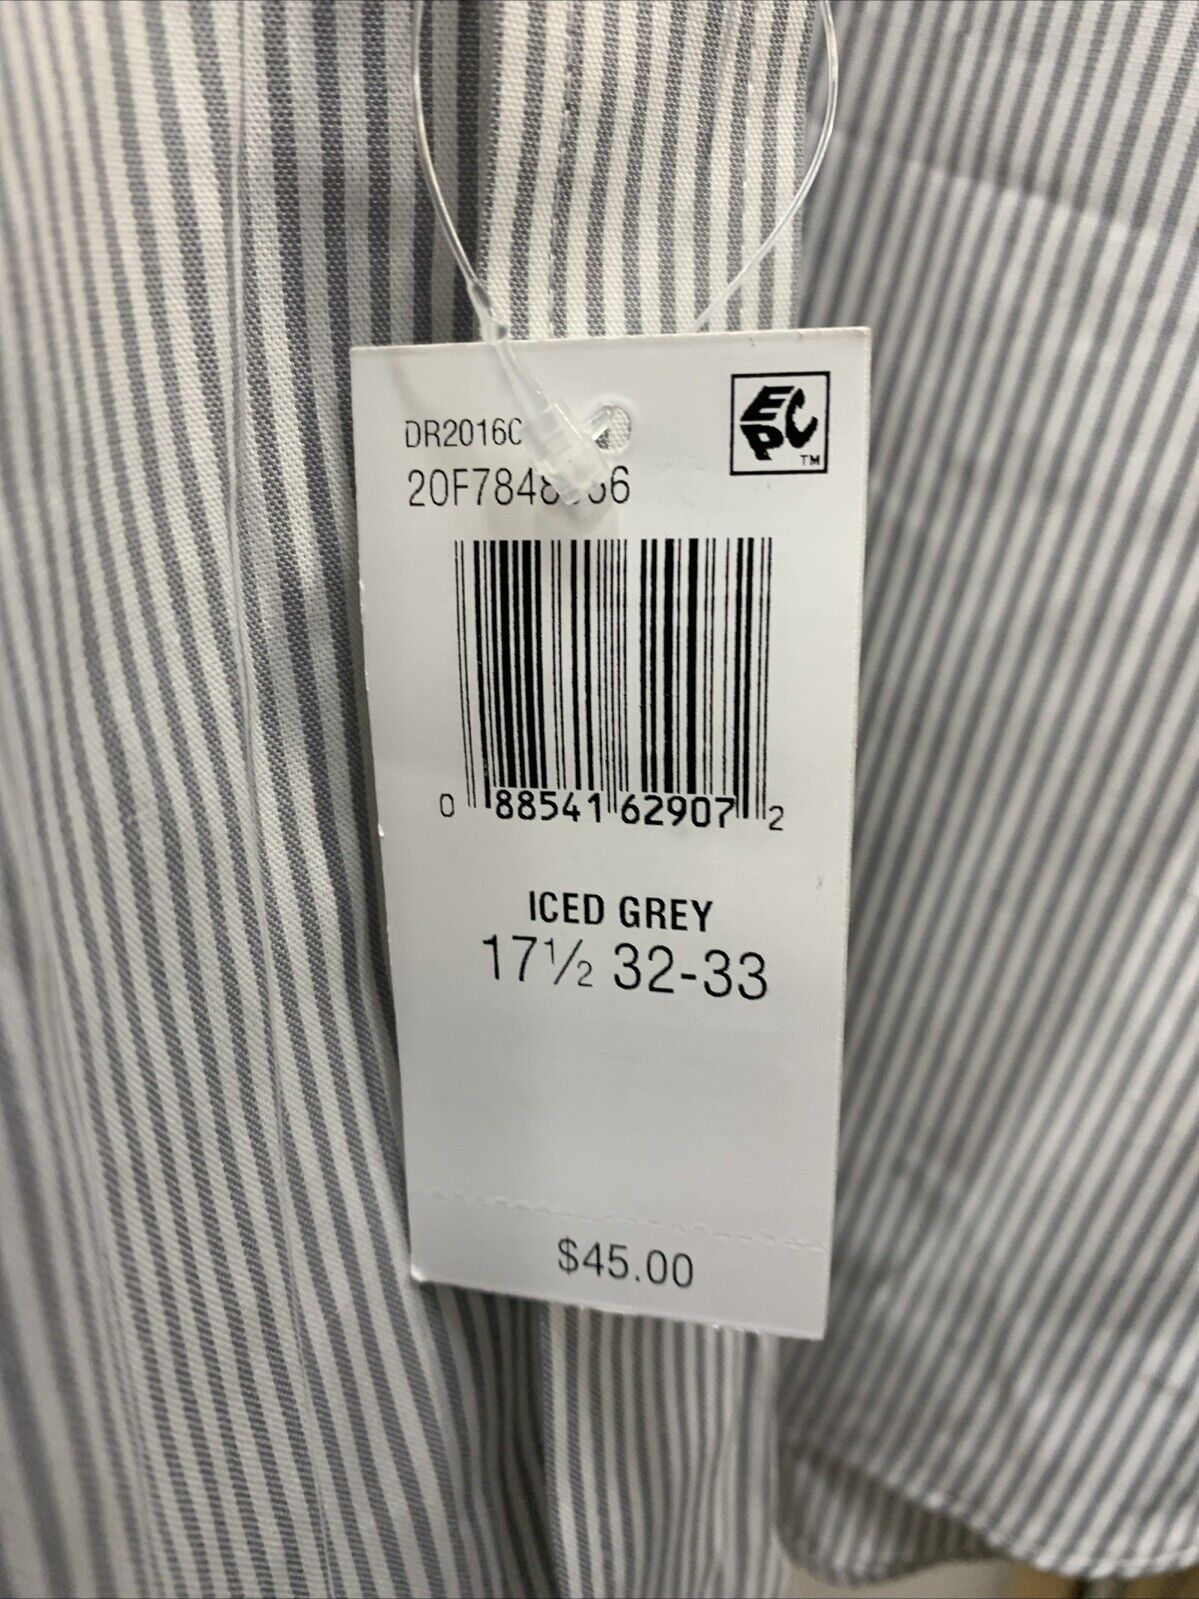 DR2016C
EPC
TM
0 88541 62907 2
ICED GREY
17½ 32-33
$45.00